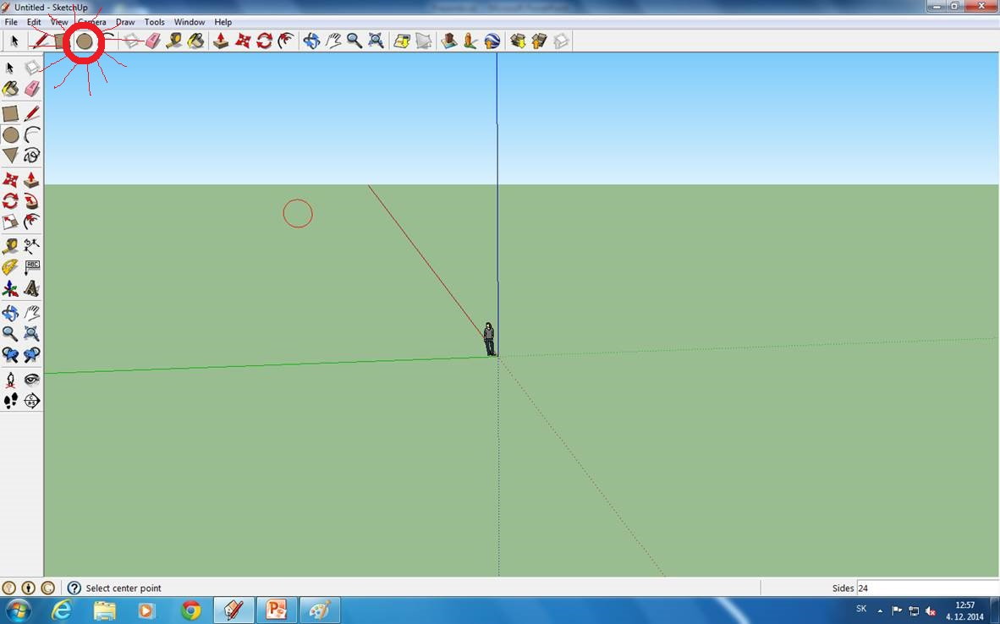 Untitled - SketchUp
File Edit View Camera Draw Tools Window Help
ABC
Select center point
Sides 24
SK
12:57
4. 12. 2014